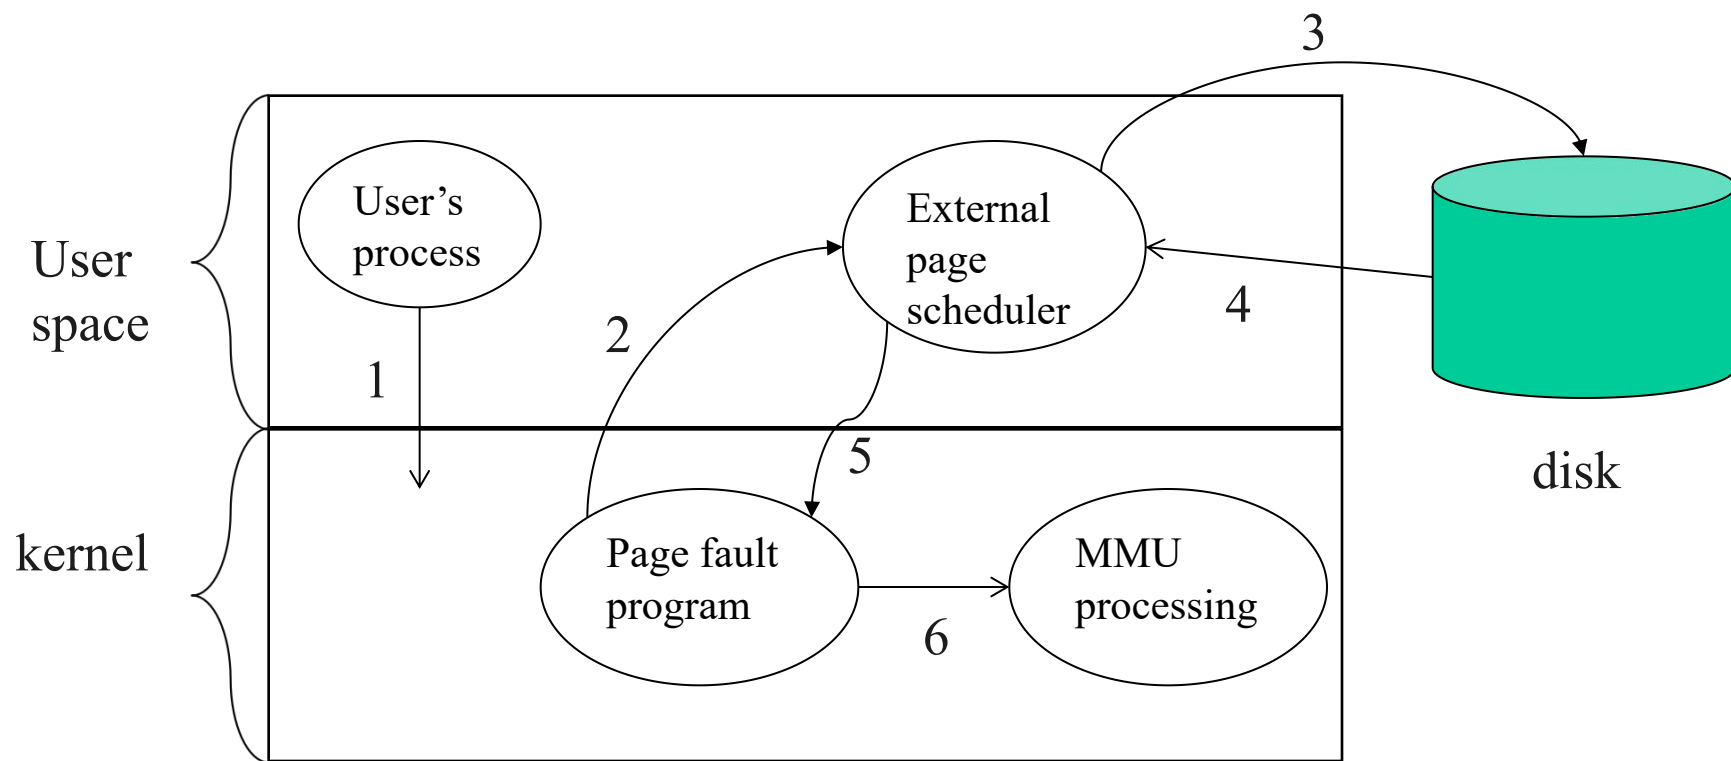 3
User’s
process
External
page
scheduler
User
space
2
4
1
5
disk
kernel
Page fault
program
MMU
processing
6